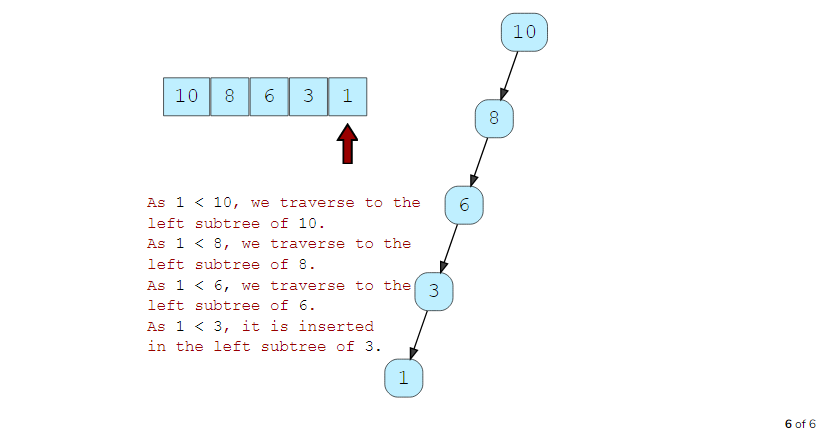 10
10 8 6 3 1
8
As 1 < 10, we traverse to the
left subtree of 10.
6
As 1 < 8, we traverse to the
left subtree of 8.
As 1 < 6, we traverse to the
3
left subtree of 6.
As 1 < 3, it is inserted
in the left subtree of 3.
1
6 of 6